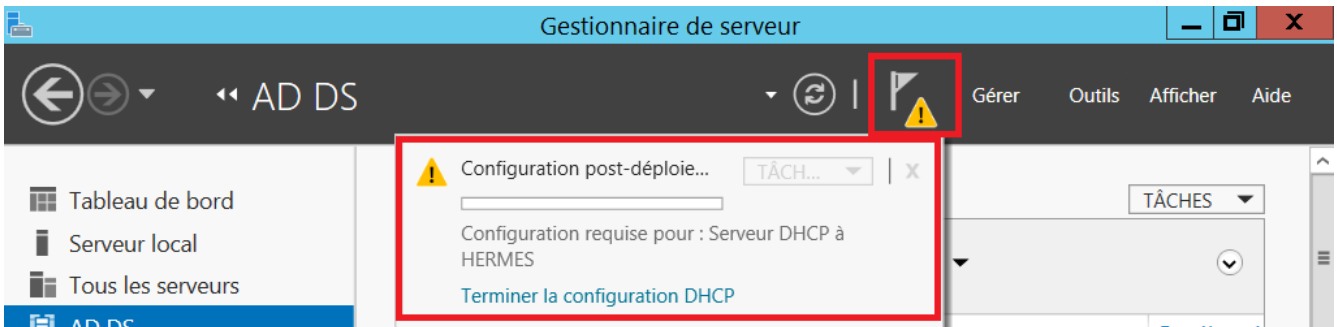 Gestionnaire de serveur
AD DS
Gérer Outils Afficher Aide
Configuration post-déploie... TÂCH...
Configuration requise pour : Serveur DHCP à
HERMES
Terminer la configuration DHCP
Tableau de bord
Serveur local
Tous les serveurs
AD DS
TÂCHES